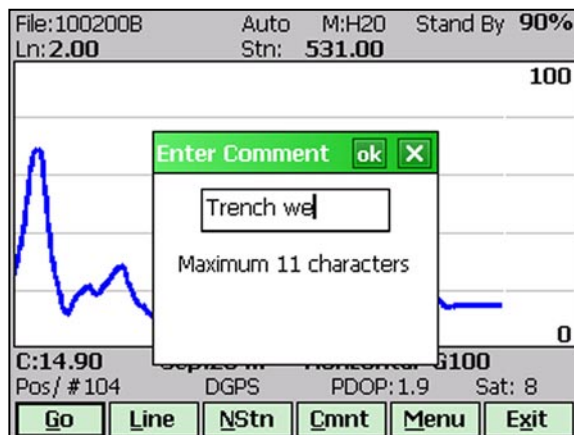 File:100200B Auto M:H20 Stand By 90%
Ln:2.00 Stn: 531.00
100
Enter Comment ok X
Trench we
Maximum 11 characters
0
C:14.90 G100
Pos/ #104 DGPS PDOP:1.9 Sat: 8
Go Line NStn Cmnt Menu Exit